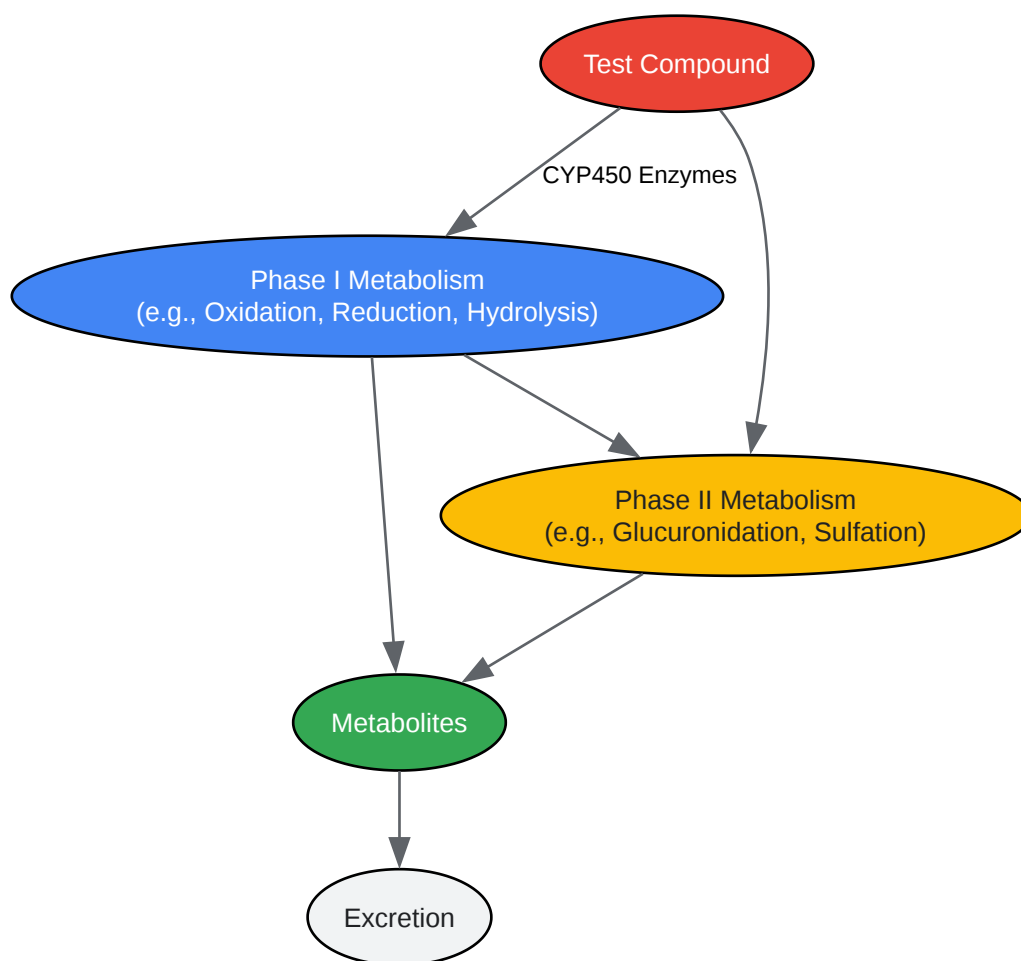 Test Compound
CYP450 Enzymes
Phase I Metabolism
(e.g., Oxidation, Reduction, Hydrolysis)
Phase II Metabolism
(e.g., Glucuronidation, Sulfation)
Metabolites
Excretion